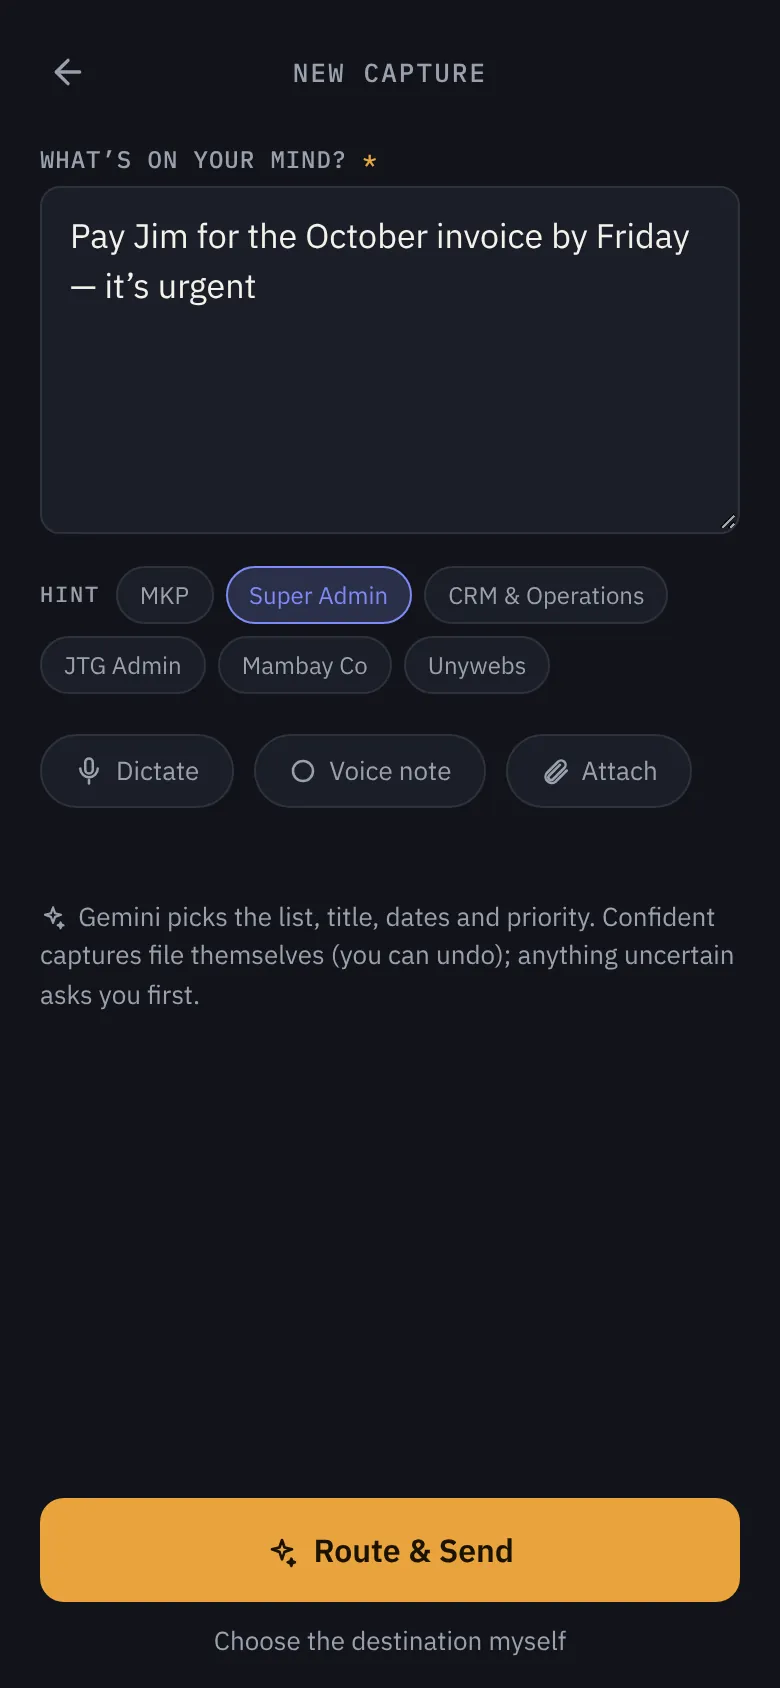 NEW CAPTURE
WHAT’S ON YOUR MIND? *
Pay Jim for the October invoice by Friday
— it’s urgent
HINT MKP Super Admin CRM & Operations
JTG Admin Mambay Co Unywebs
Dictate Voice note Attach
Gemini picks the list, title, dates and priority. Confident
captures file themselves (you can undo); anything uncertain
asks you first.
Route & Send
Choose the destination myself